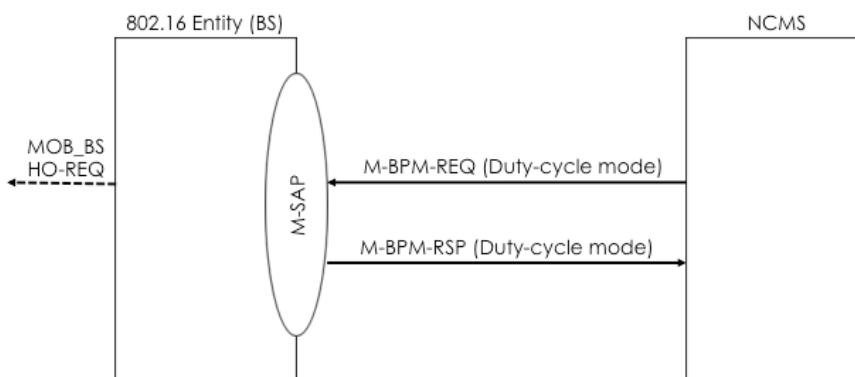 802.16 Entity (BS)
NCMS
MOB_BS
HO-REQ
M-BPM-REQ (Duty-cycle mode)
M-SAP
M-BPM-RSP (Duty-cycle mode)